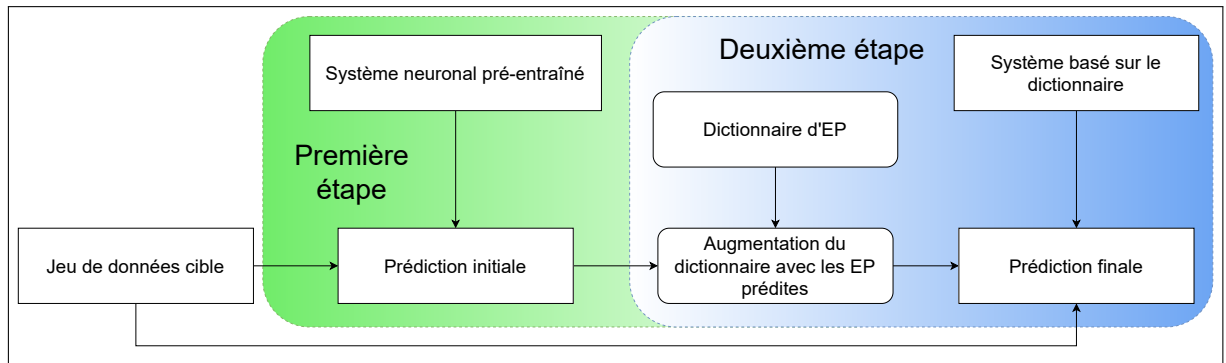 Système neuronal pré-entraîné
Deuxième étape
Système basé sur le
dictionnaire
Dictionnaire d'EP
Première
étape
Jeu de données cible
Prédiction initiale
Augmentation du
dictionnaire avec les EP
prédites
Prédiction finale